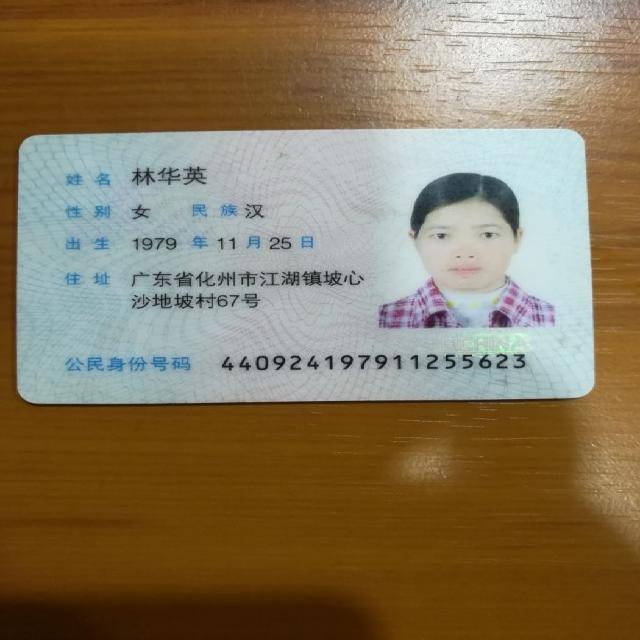 姓名 林华英
性别 女 民族 汉
出生 1979 年 11 月 25 日
住址 广东省化州市江湖镇坡心
沙地坡村67号
公民身份号码 440924197911255623